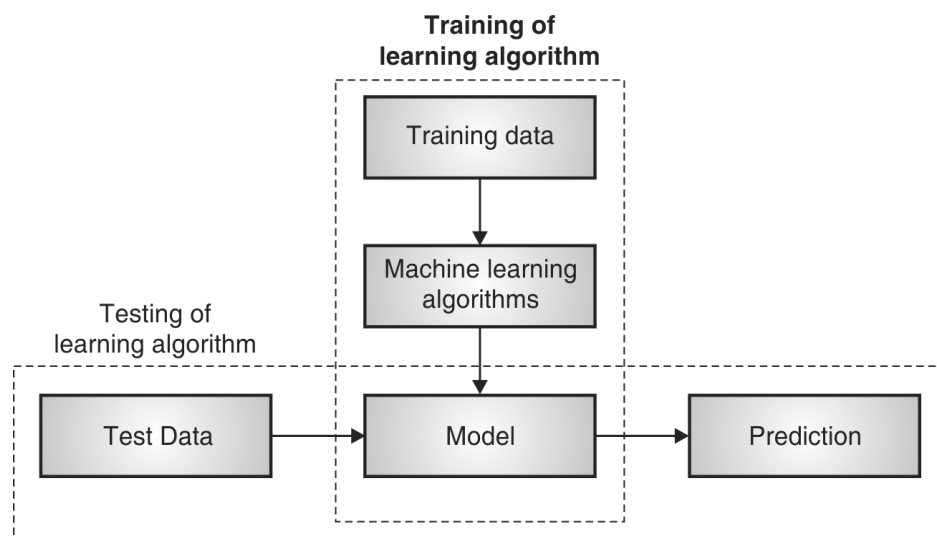 Training of
learning algorithm
Training data
Machine learning
algorithms
Testing of
learning algorithm
Test Data
Model
Prediction